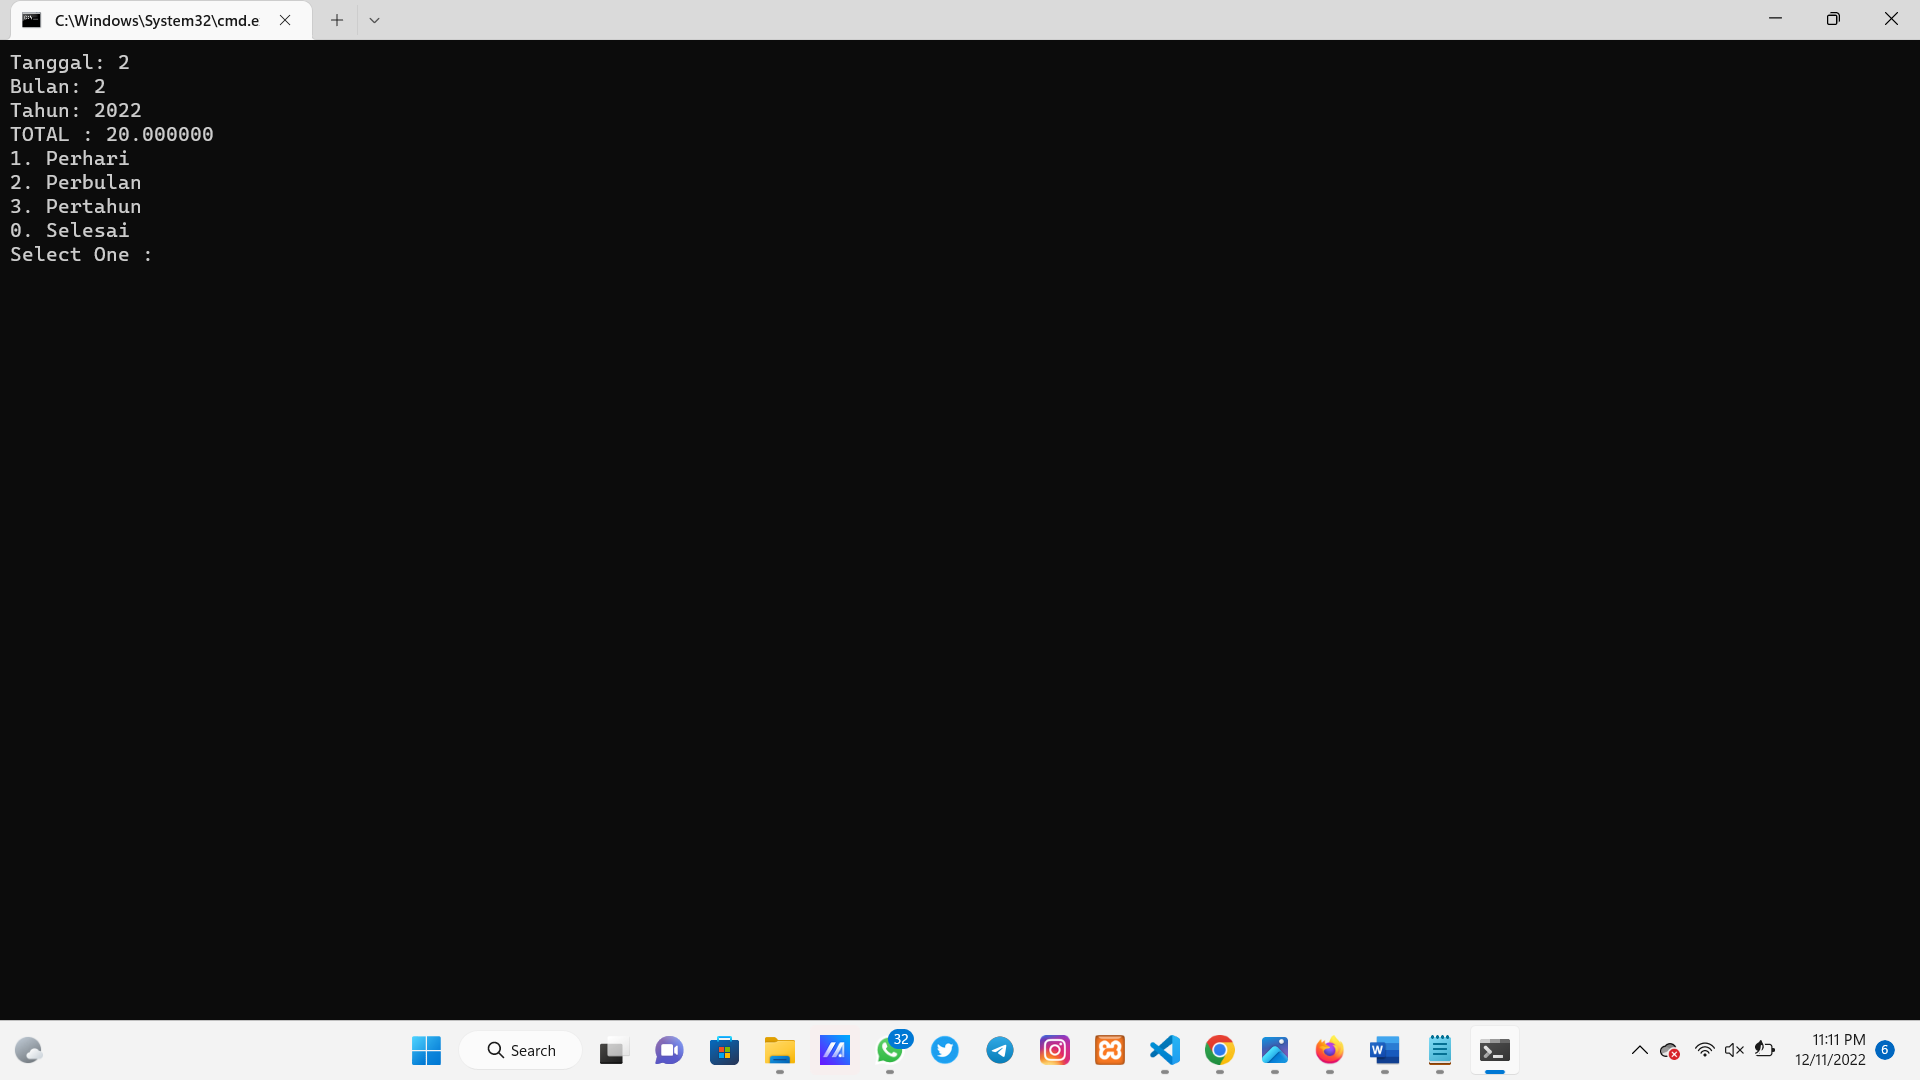 C:\Windows\System32\cmd.e
Tanggal: 2
Bulan: 2
Tahun: 2022
TOTAL : 20.000000
1. Perhari
2. Perbulan
3. Pertahun
0. Selesai
Select One :
Search
32
W
11:11 PM
12/11/2022
6